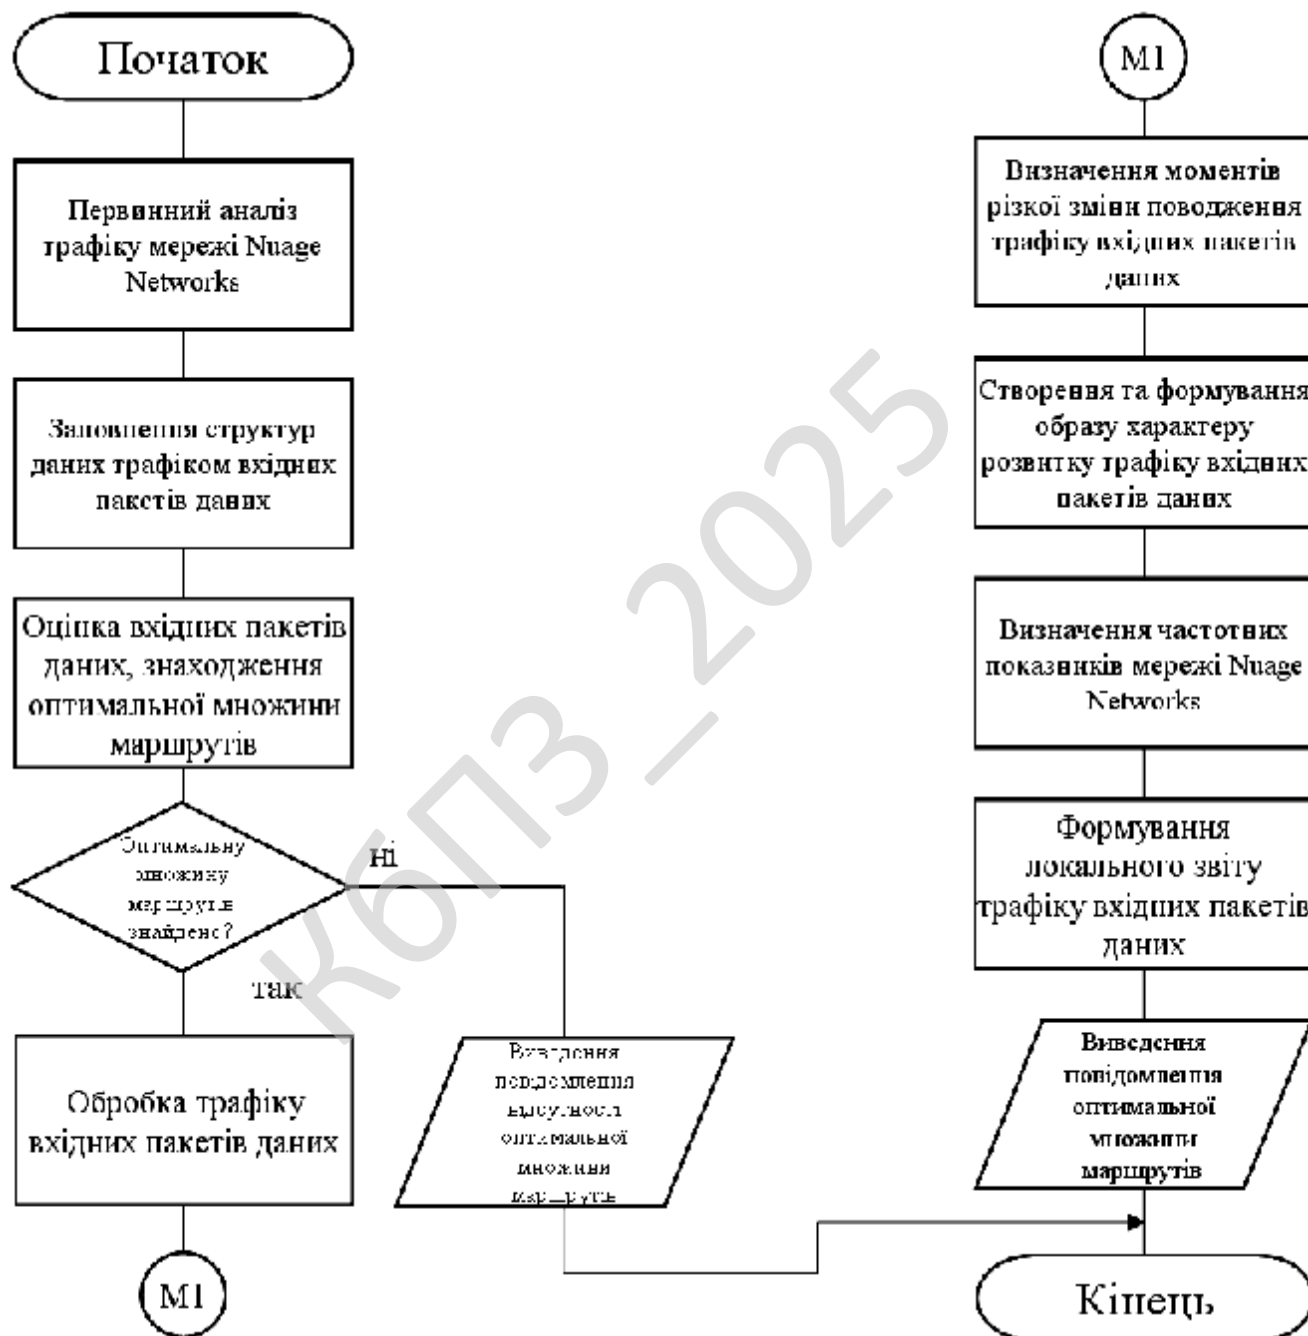 Початок
Первинний аналіз
трафіку мережі Nuage
Networks
Заповнення структур
даних трафіком вхідних
пакетів даних
Оцінка вхідних пакетів
даних, знаходження
оптимальної множини
маршрутів
Оптимальну
множину
маршрутів
знайдено?
ні
так
Обробка трафіку
вхідних пакетів даних
М1
Виведення
повідомлення
відсутності
оптимальної
множини
маршрутів
М1
Визначення моментів
різкої зміни поводження
трафіку вхідних пакетів
даних
Створення та формування
образу характеру
розвитку трафіку вхідних
пакетів даних
Визначення частотних
показників мережі Nuage
Networks
Формування
локального звіту
трафіку вхідних пакетів
даних
Виведення
повідомлення
оптимальної
множини
маршрутів
Кінець
КбПЗ_2025